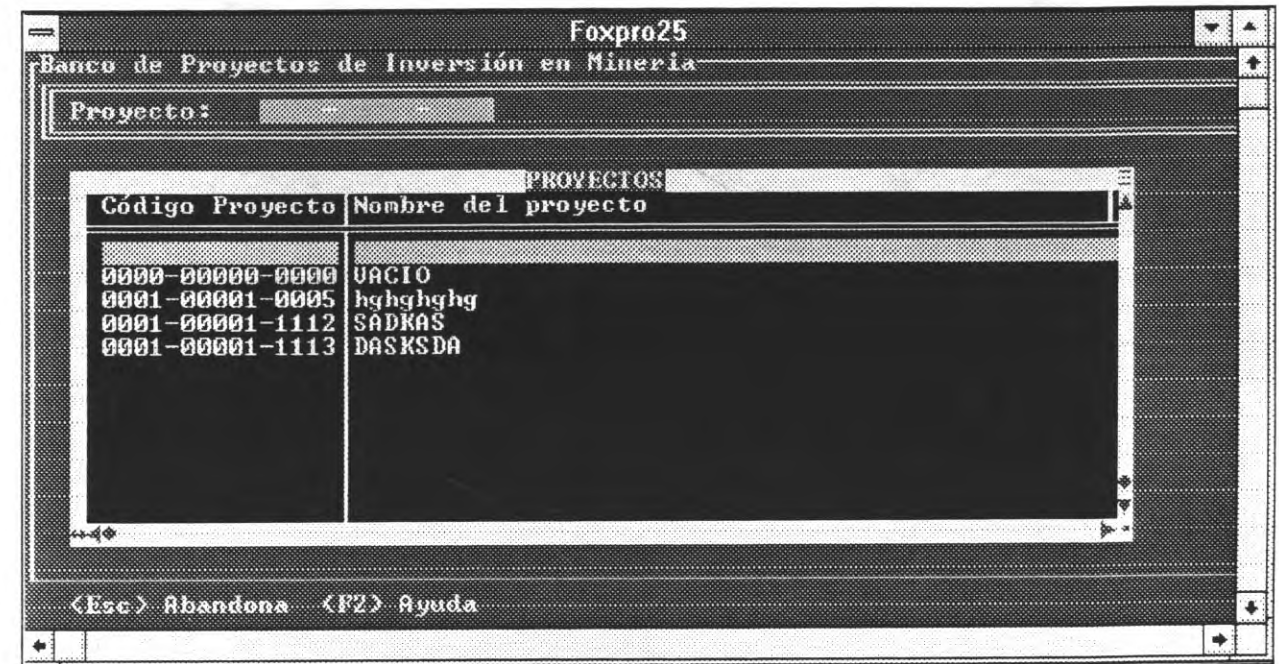 Foxpro25
Banco de Proyectos de Inversión en Mineria
Proyecto: - -
PROYECTOS
Código Proyecto Nombre del proyecto
0000-00000-0000 VACIO
0001-00001-0005 hghghghg
0001-00001-1112 SADKAS
0001-00001-1113 DASKSDA
<Esc> Abandona <F2> Ayuda